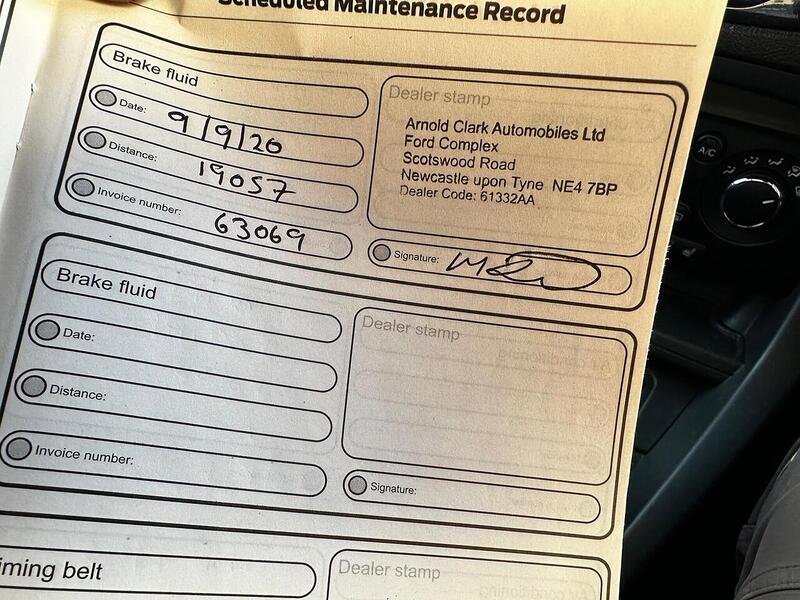 Scheduled Maintenance Record
Brake fluid
Date: 9/9/20
Distance: 19057
Invoice number: 63069
Dealer stamp
Arnold Clark Automobiles Ltd
Ford Complex
Scotswood Road
Newcastle upon Tyne NE4 7BP
Dealer Code: 61332AA
Signature:
Brake fluid
Date:
Distance:
Invoice number:
Dealer stamp
Signature:
iming belt
Dealer stamp
A/C